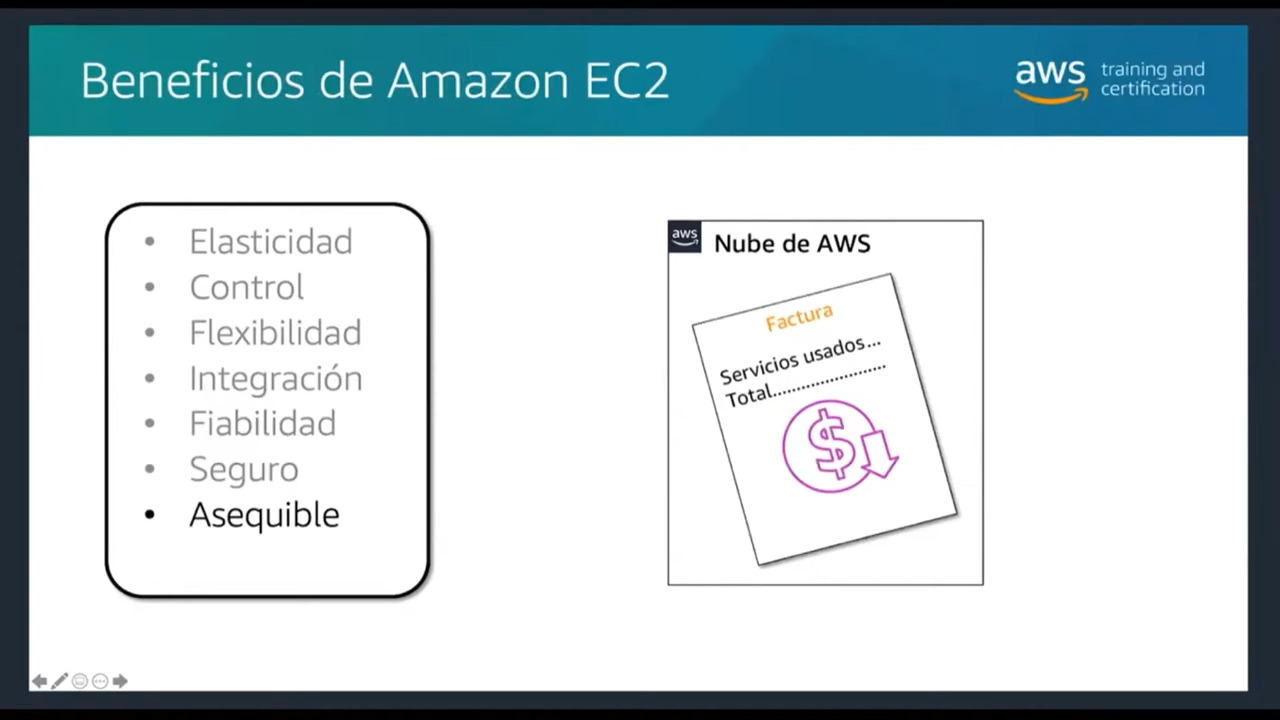 Beneficios de Amazon EC2
aws training and
certification
• Elasticidad
• Control
• Flexibilidad
• Integración
• Fiabilidad
• Seguro
• Asequible
aws Nube de AWS
Factura
Servicios usados...
Total.......................
$